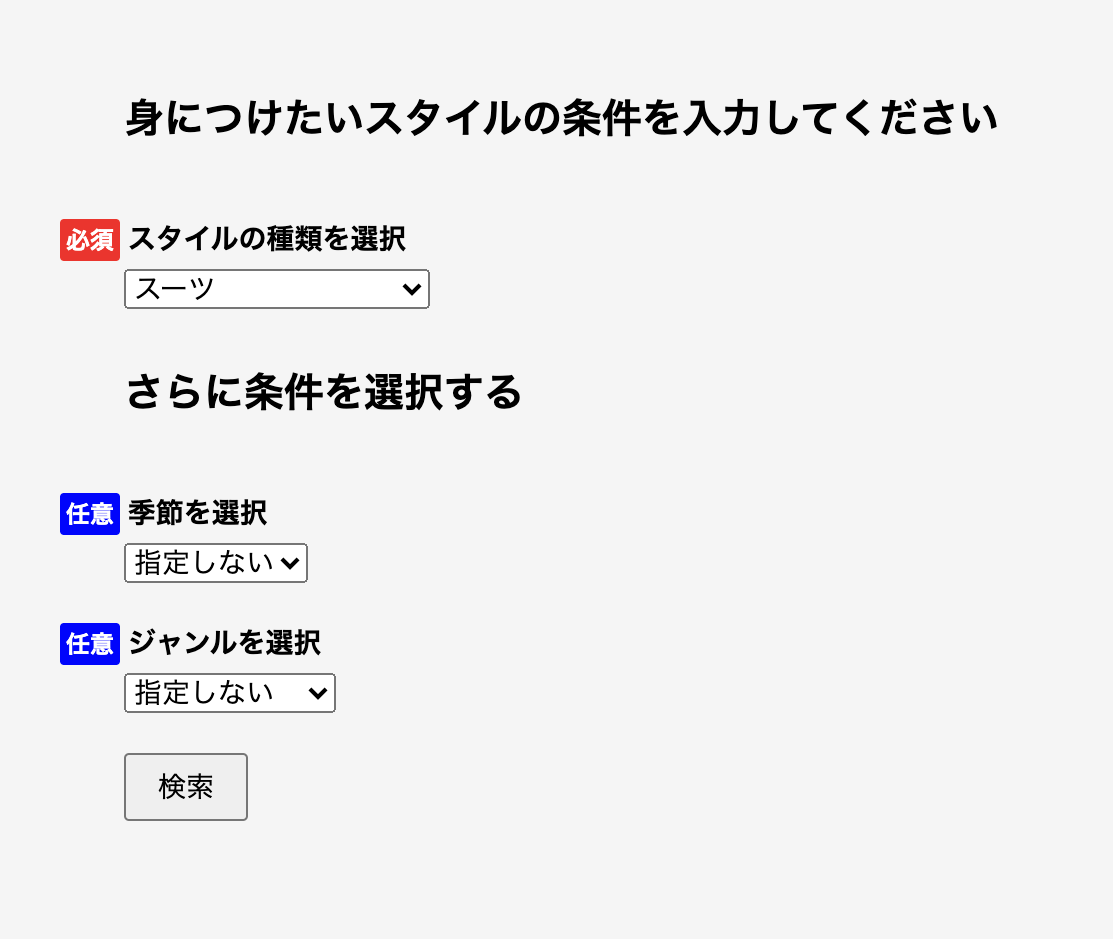 身につけたいスタイルの条件を入力してください
必須 スタイルの種類を選択
スーツ
さらに条件を選択する
任意 季節を選択
指定しない
任意 ジャンルを選択
指定しない
検索